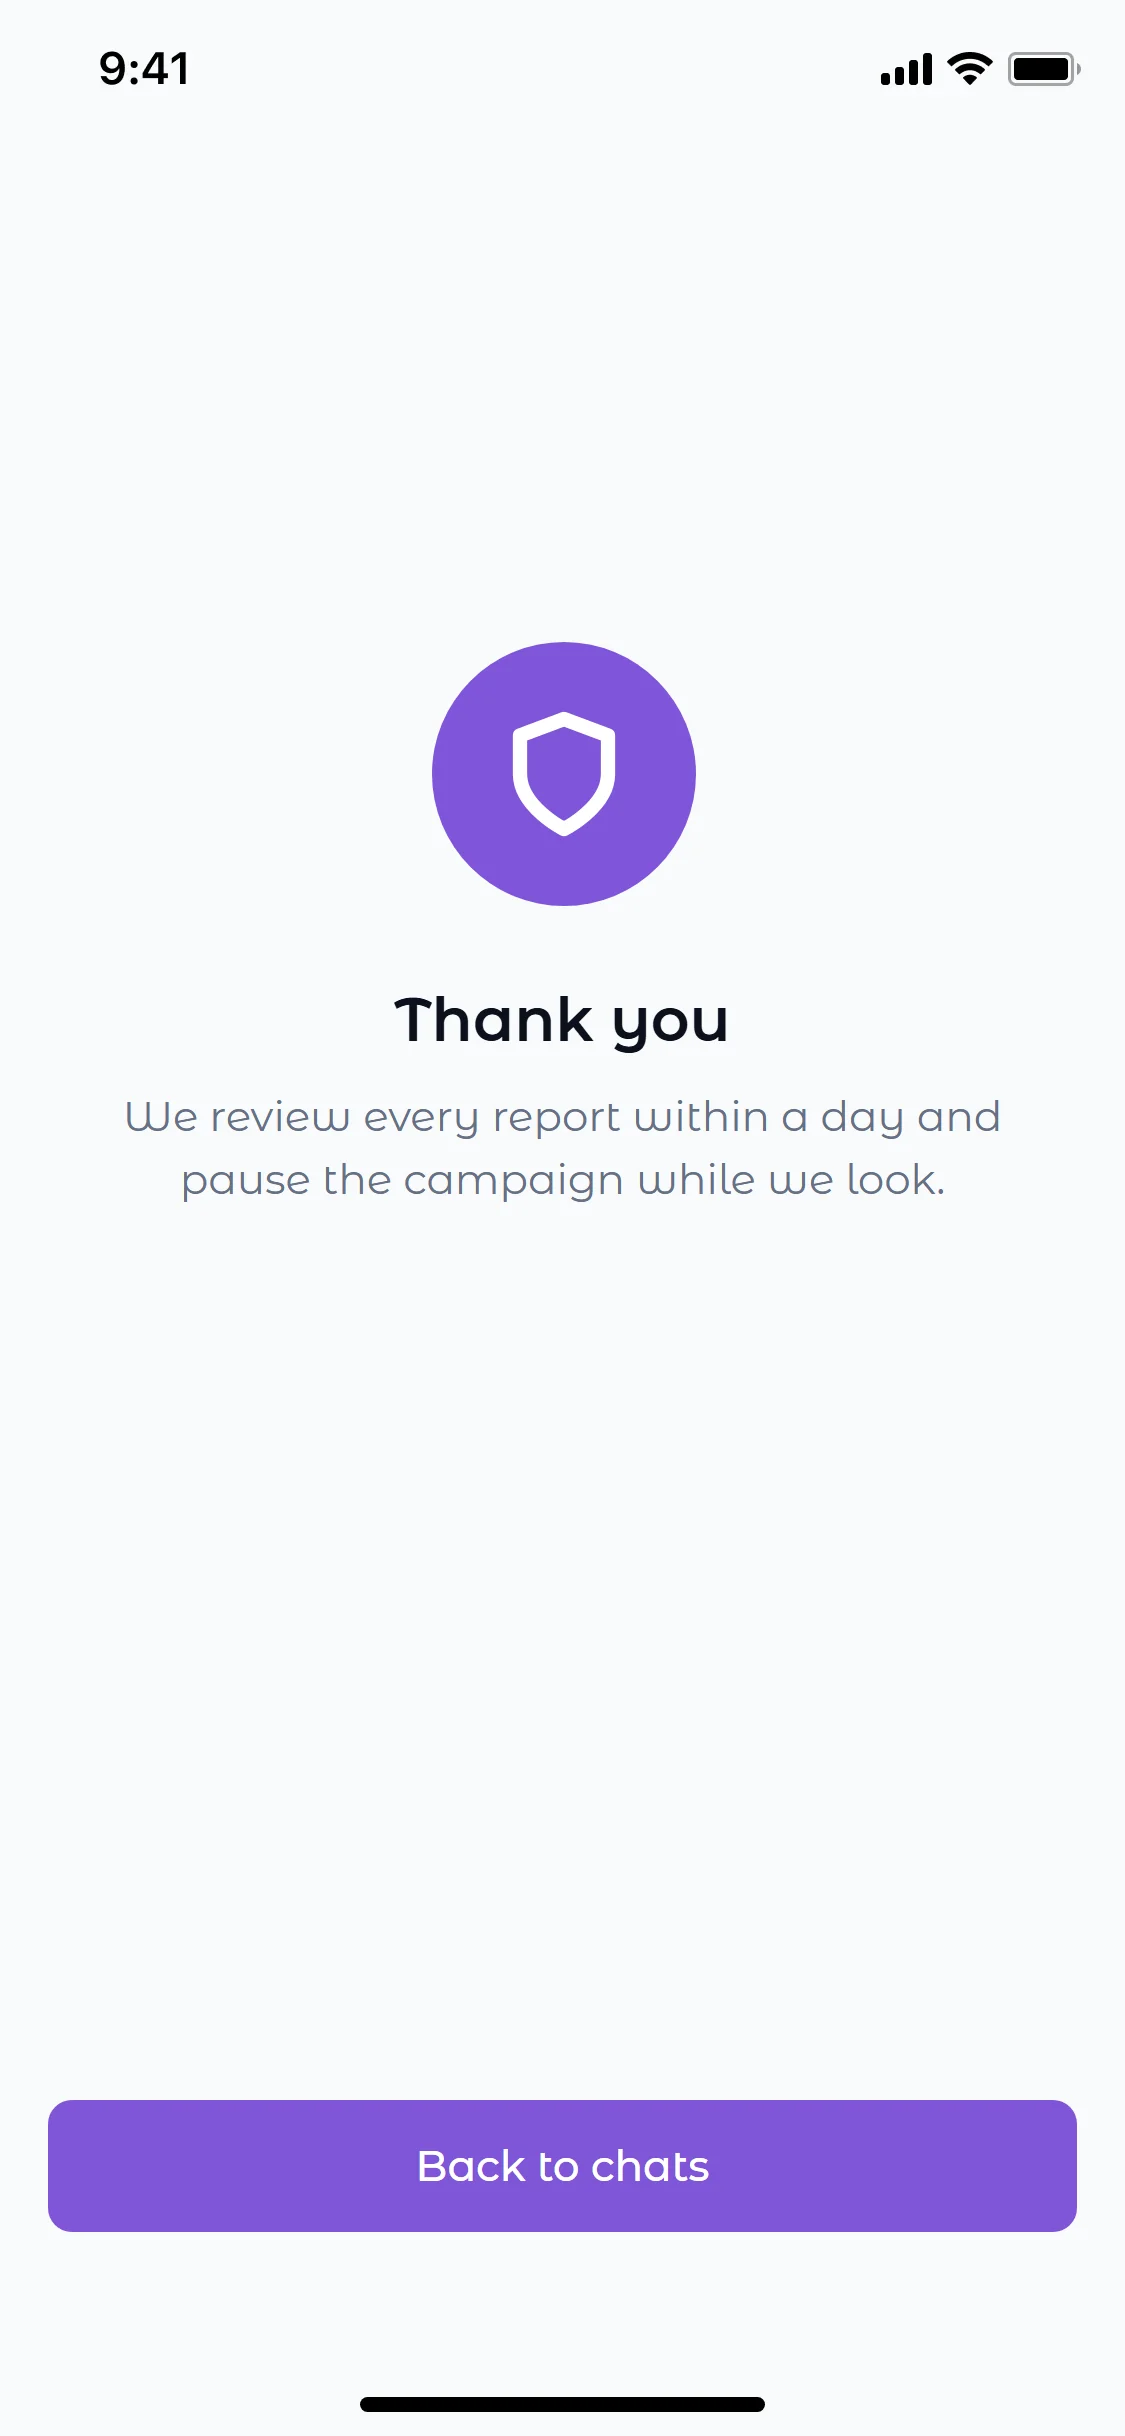 9:41
Thank you
We review every report within a day and
pause the campaign while we look.
Back to chats